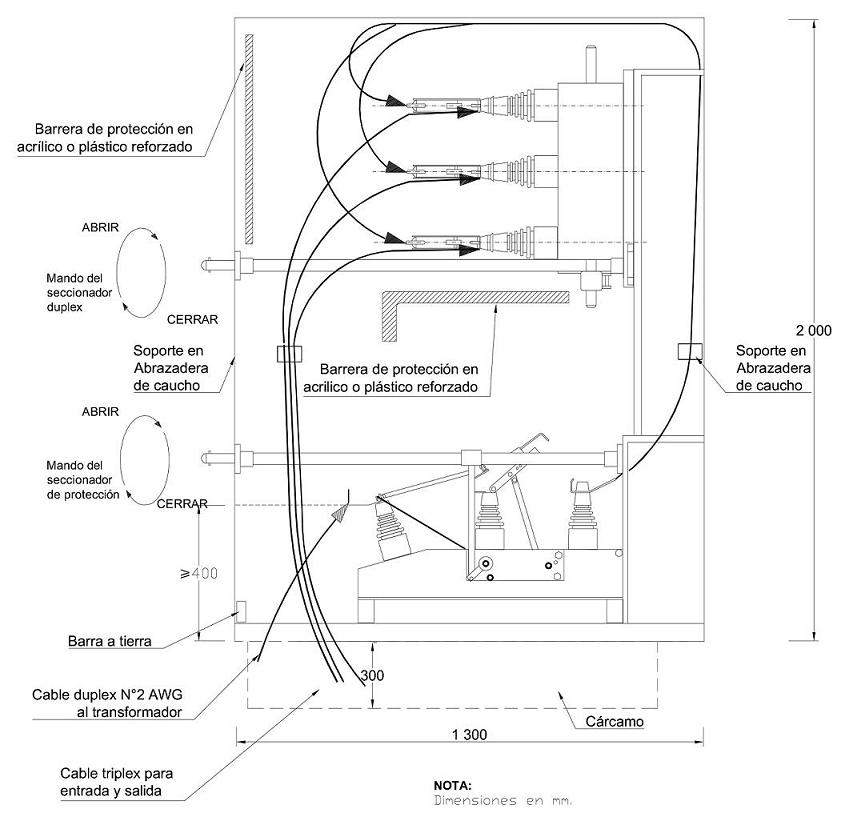 Barrera de protección en
acrílico o plástico reforzado
ABRIR
Mando del
seccionador
duplex
CERRAR
2 000
Soporte en
Abrazadera
de caucho
Barrera de protección en
acrilico o plástico reforzado
Soporte en
Abrazadera
de caucho
ABRIR
Mando del
seccionador
de protección
CERRAR
≥400
Barra a tierra
300
Cable duplex N°2 AWG
al transformador
Cárcamo
1 300
Cable triplex para
entrada y salida
NOTA:
Dimensiones en mm.